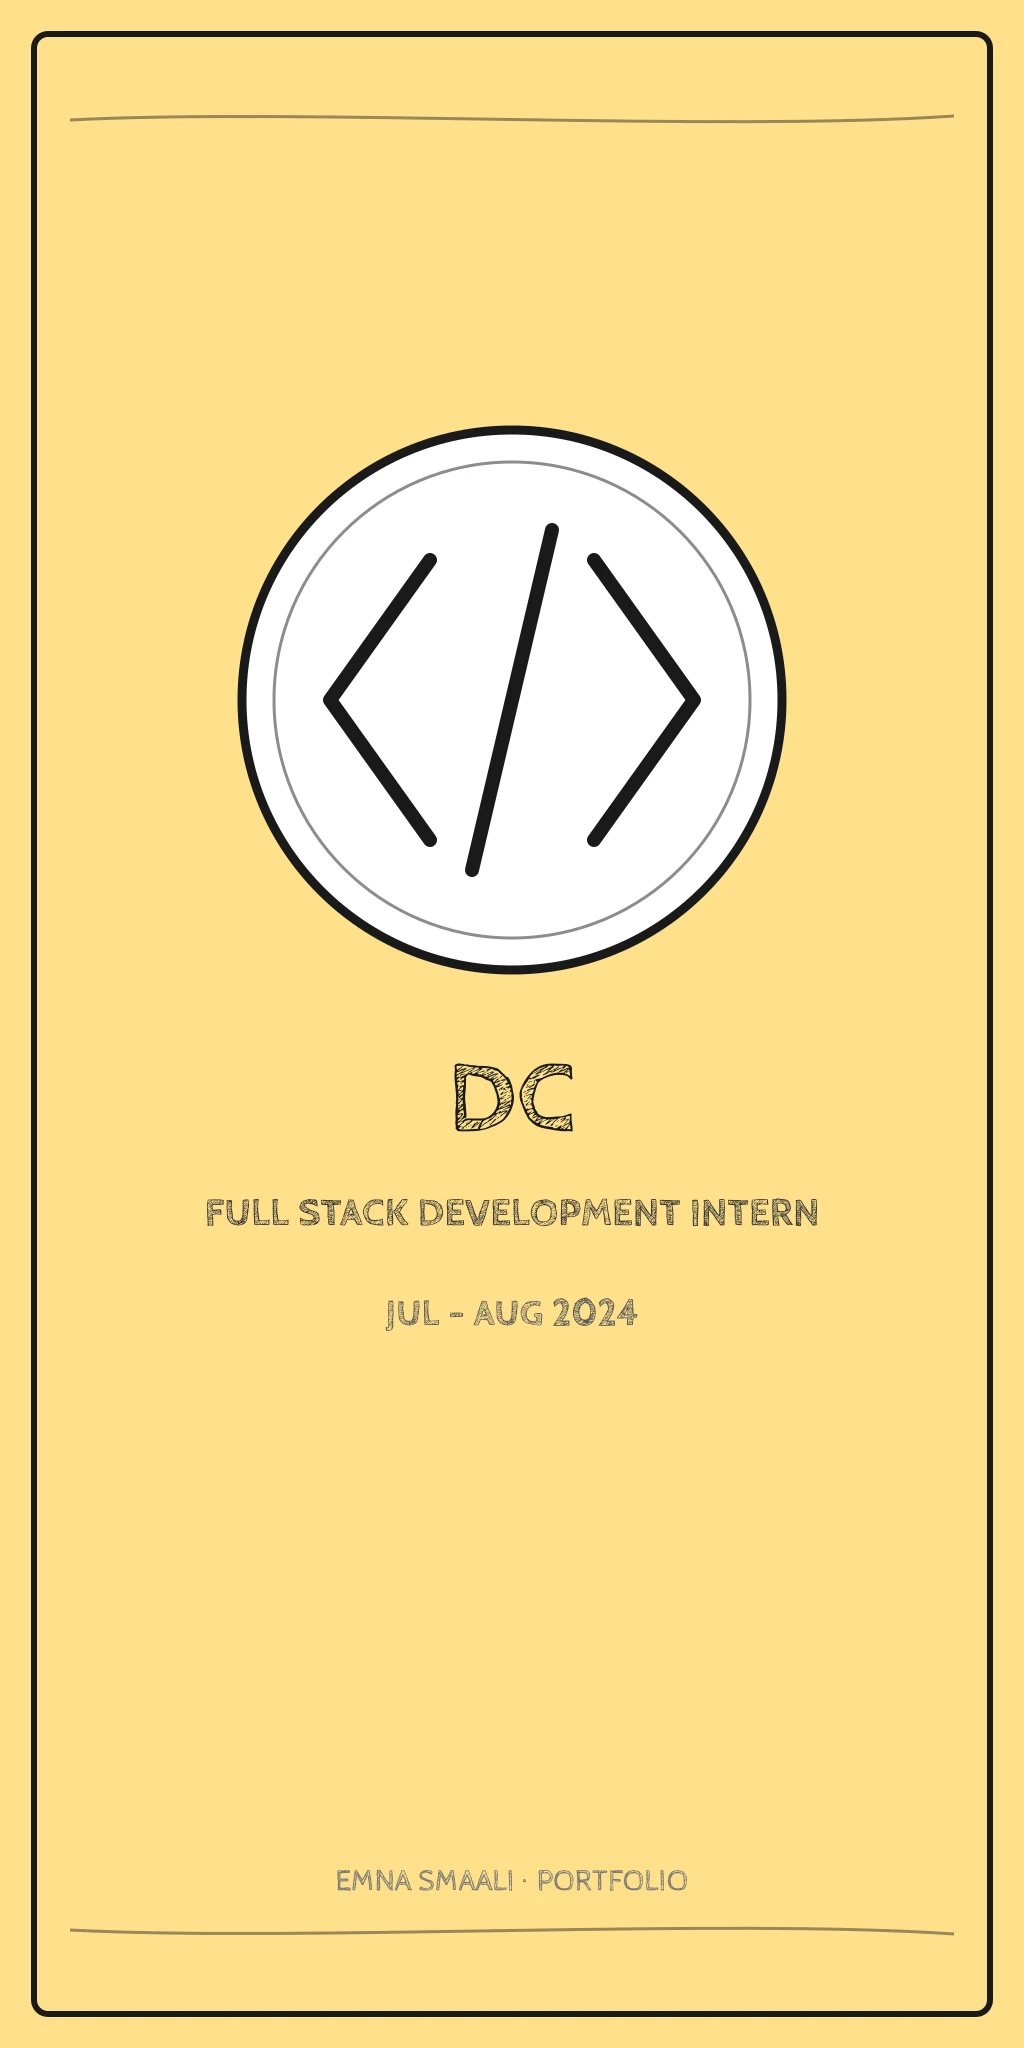 DC
FULL STACK DEVELOPMENT INTERN
JUL - AUG 2024
EMNA SMAALI · PORTFOLIO